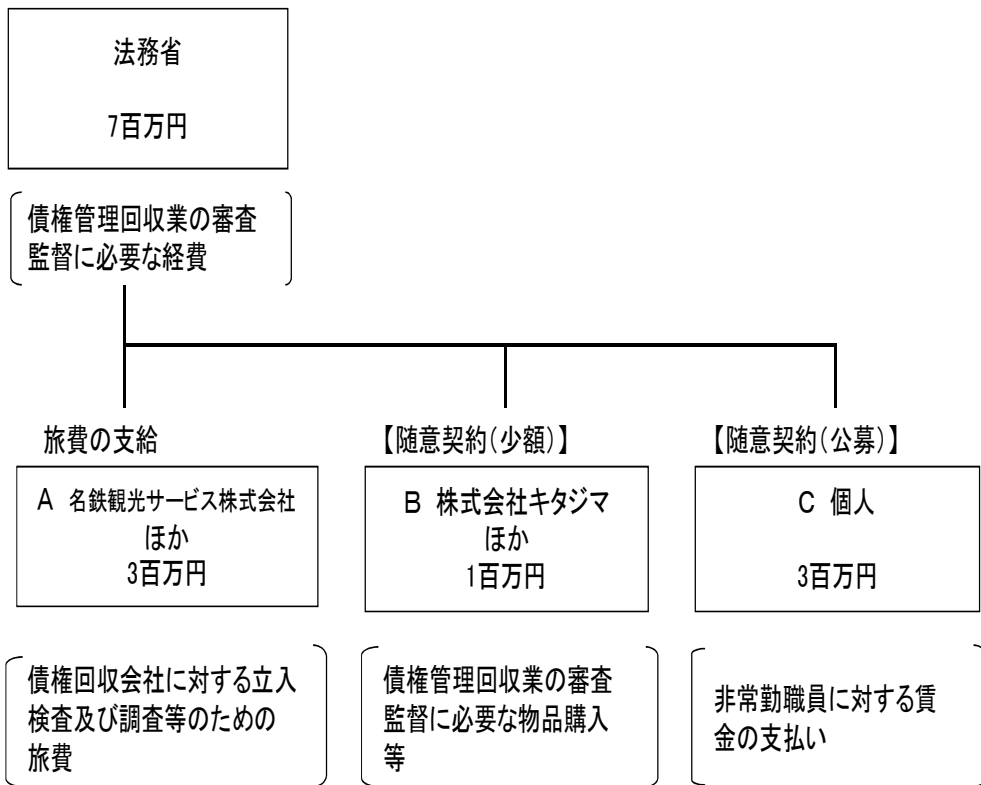 法務省
7百万円
債権管理回収業の審査
監督に必要な経費
旅費の支給
A 名鉄観光サービス株式会社
ほか
3百万円
債権回収会社に対する立入
検査及び調査等のための
旅費
【随意契約(少額)】
B 株式会社キタジマ
ほか
1百万円
債権管理回収業の審査
監督に必要な物品購入
等
【随意契約(公募)】
C 個人
3百万円
非常勤職員に対する賃
金の支払い